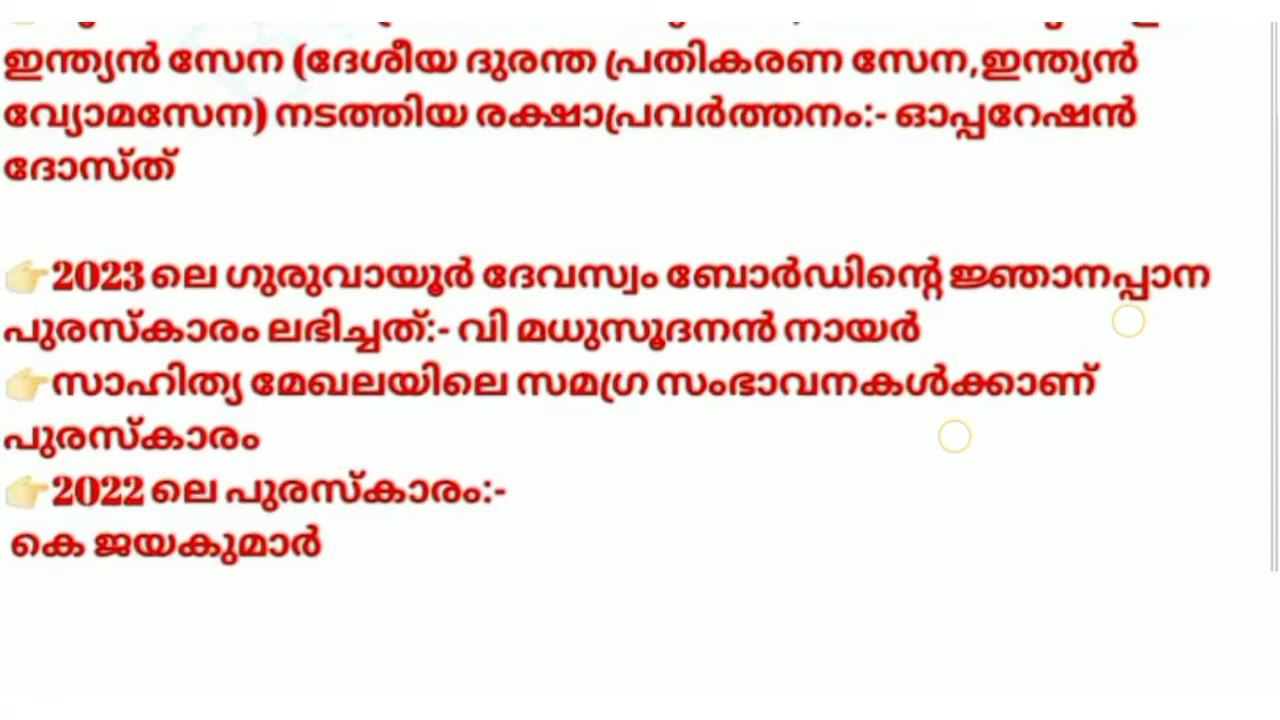 ഇന്ത്യൻ സേന (ദേശീയ ദുരന്ത പ്രതികരണ സേന,ഇന്ത്യൻ
വ്യോമസേന) നടത്തിയ രക്ഷാപ്രവർത്തനം:- ഓപ്പറേഷൻ
ദോസ്ത്
👉2023 ലെ ഗുരുവായൂർ ദേവസ്വം ബോർഡിന്റെ ജ്ഞാനപ്പാന
പുരസ്കാരം ലഭിച്ചത്:- വി മധുസൂദനൻ നായർ
👉സാഹിത്യ മേഖലയിലെ സമഗ്ര സംഭാവനകൾക്കാണ്
പുരസ്കാരം
👉2022 ലെ പുരസ്കാരം:-
കെ ജയകുമാർ